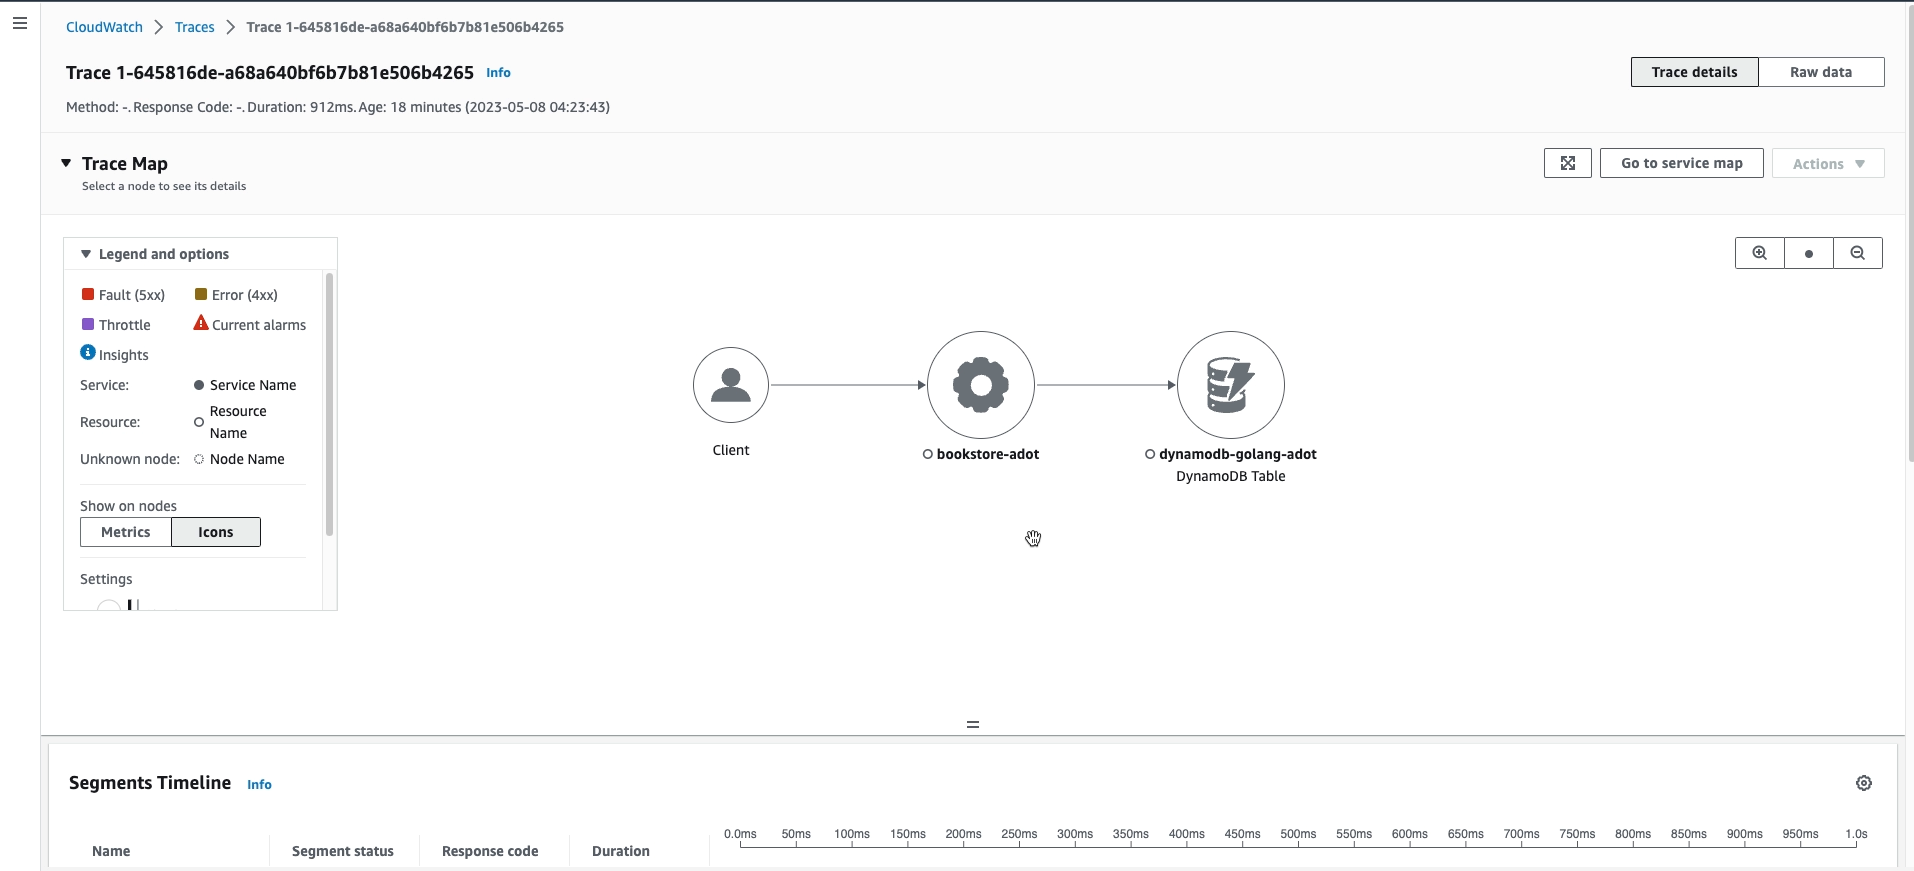 CloudWatch > Traces > Trace 1-645816de-a68a640bf6b7b81e506b4265
Trace 1-645816de-a68a640bf6b7b81e506b4265 Info
Trace details Raw data
Method: -. Response Code: -. Duration: 912ms. Age: 18 minutes (2023-05-08 04:23:43)
Trace Map
Select a node to see its details
Go to service map Actions
Legend and options
Fault (5xx) Error (4xx)
Throttle Current alarms
Insights
Service: Service Name
Resource: Resource
Name
Unknown node: Node Name
Show on nodes
Metrics Icons
Settings
Client
bookstore-adot
dynamodb-golang-adot
DynamoDB Table
Segments Timeline Info
0.0ms 50ms 100ms 150ms 200ms 250ms 300ms 350ms 400ms 450ms 500ms 550ms 600ms 650ms 700ms 750ms 800ms 850ms 900ms 950ms 1.0s
Name Segment status Response code Duration